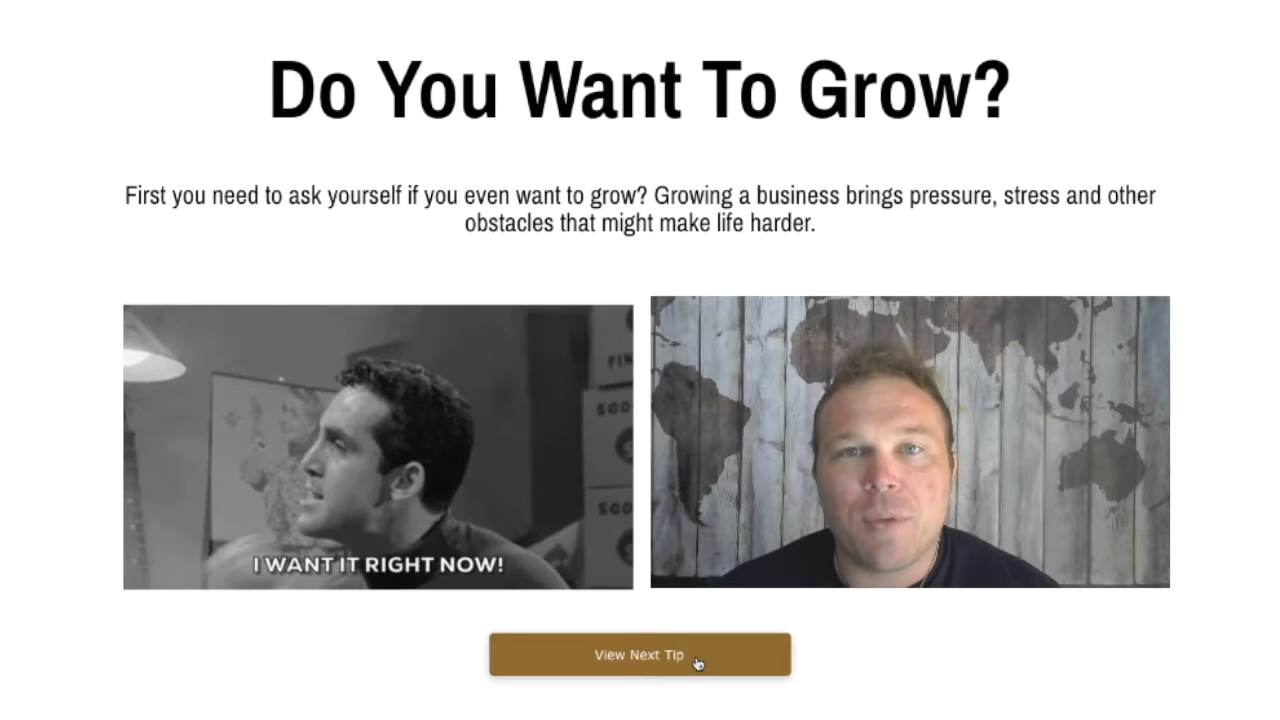 Do You Want To Grow?
First you need to ask yourself if you even want to grow? Growing a business brings pressure, stress and other
obstacles that might make life harder.
I WANT IT RIGHT NOW!
View Next Tip